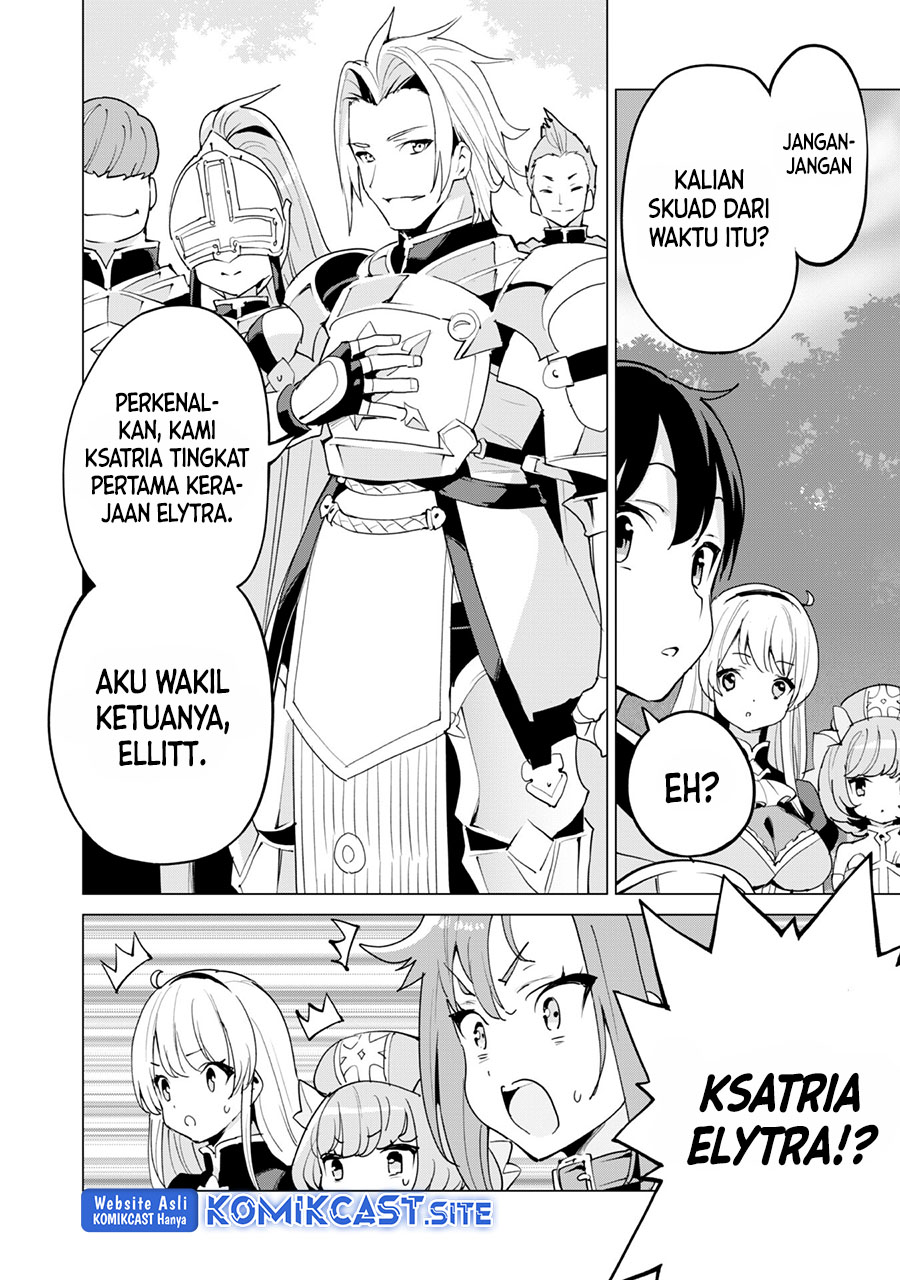 JANGAN-
JANGAN
KALIAN
SKUAD DARI
WAKTU ITU?
EH?
PERKENAL-
KAN, KAMI
KSATRIA TINGKAT
PERTAMA KERA-
JAAN ELYTRA.
AKU WAKIL
KETUANYA,
ELLITT.
KSATRIA
ELYTRA!?
Website Asli
KOMIKCAST Hanya
KOMIKCAST.SITE